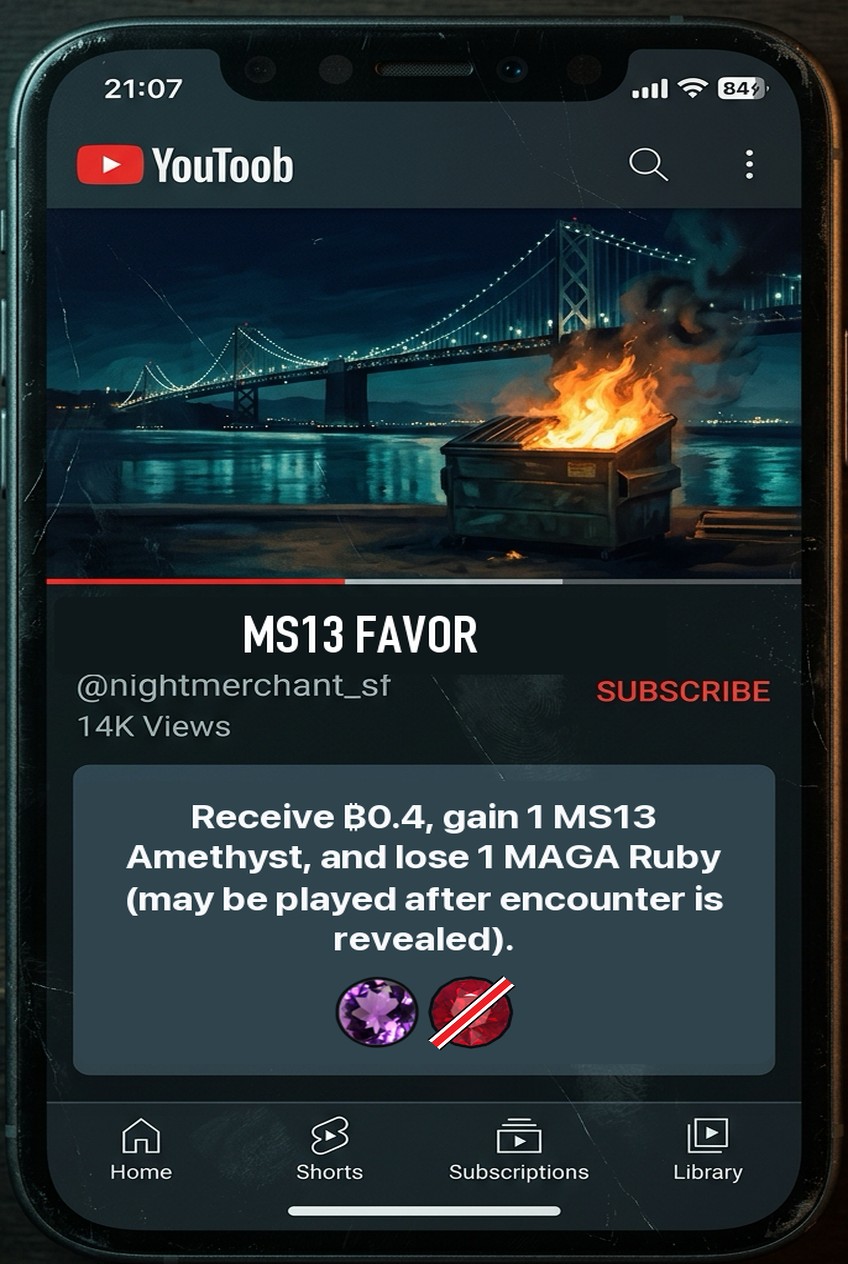 21:07
84
YouToob
MS13 FAVOR
@nightmerchant_sf
SUBSCRIBE
14K Views
Receive ₿0.4, gain 1 MS13
Amethyst, and lose 1 MAGA Ruby
(may be played after encounter is
revealed).
Home
Shorts
Subscriptions
Library